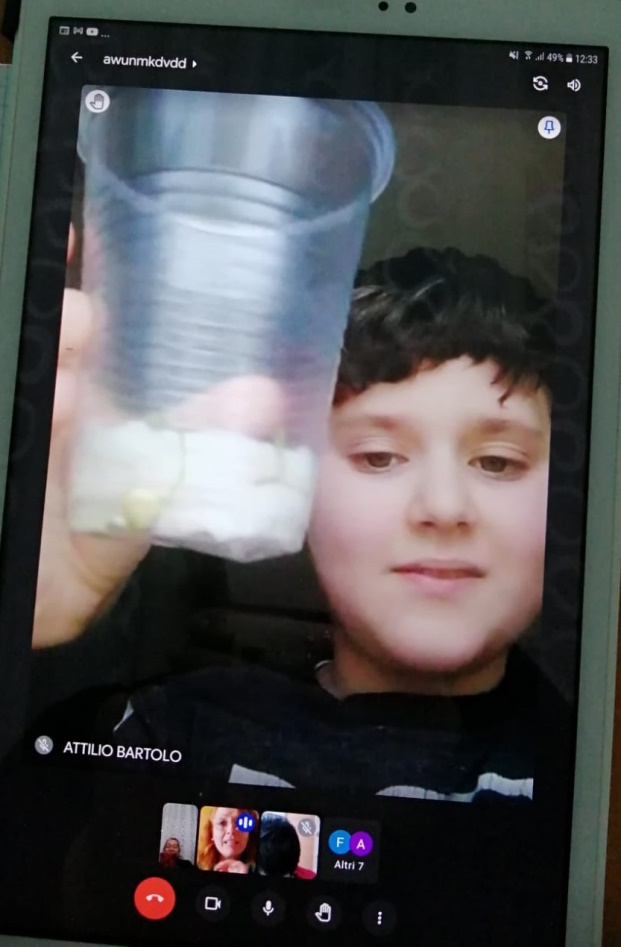 49% 12:33
awunmkdvdd
ATTILIO BARTOLO
F A
Altri 7